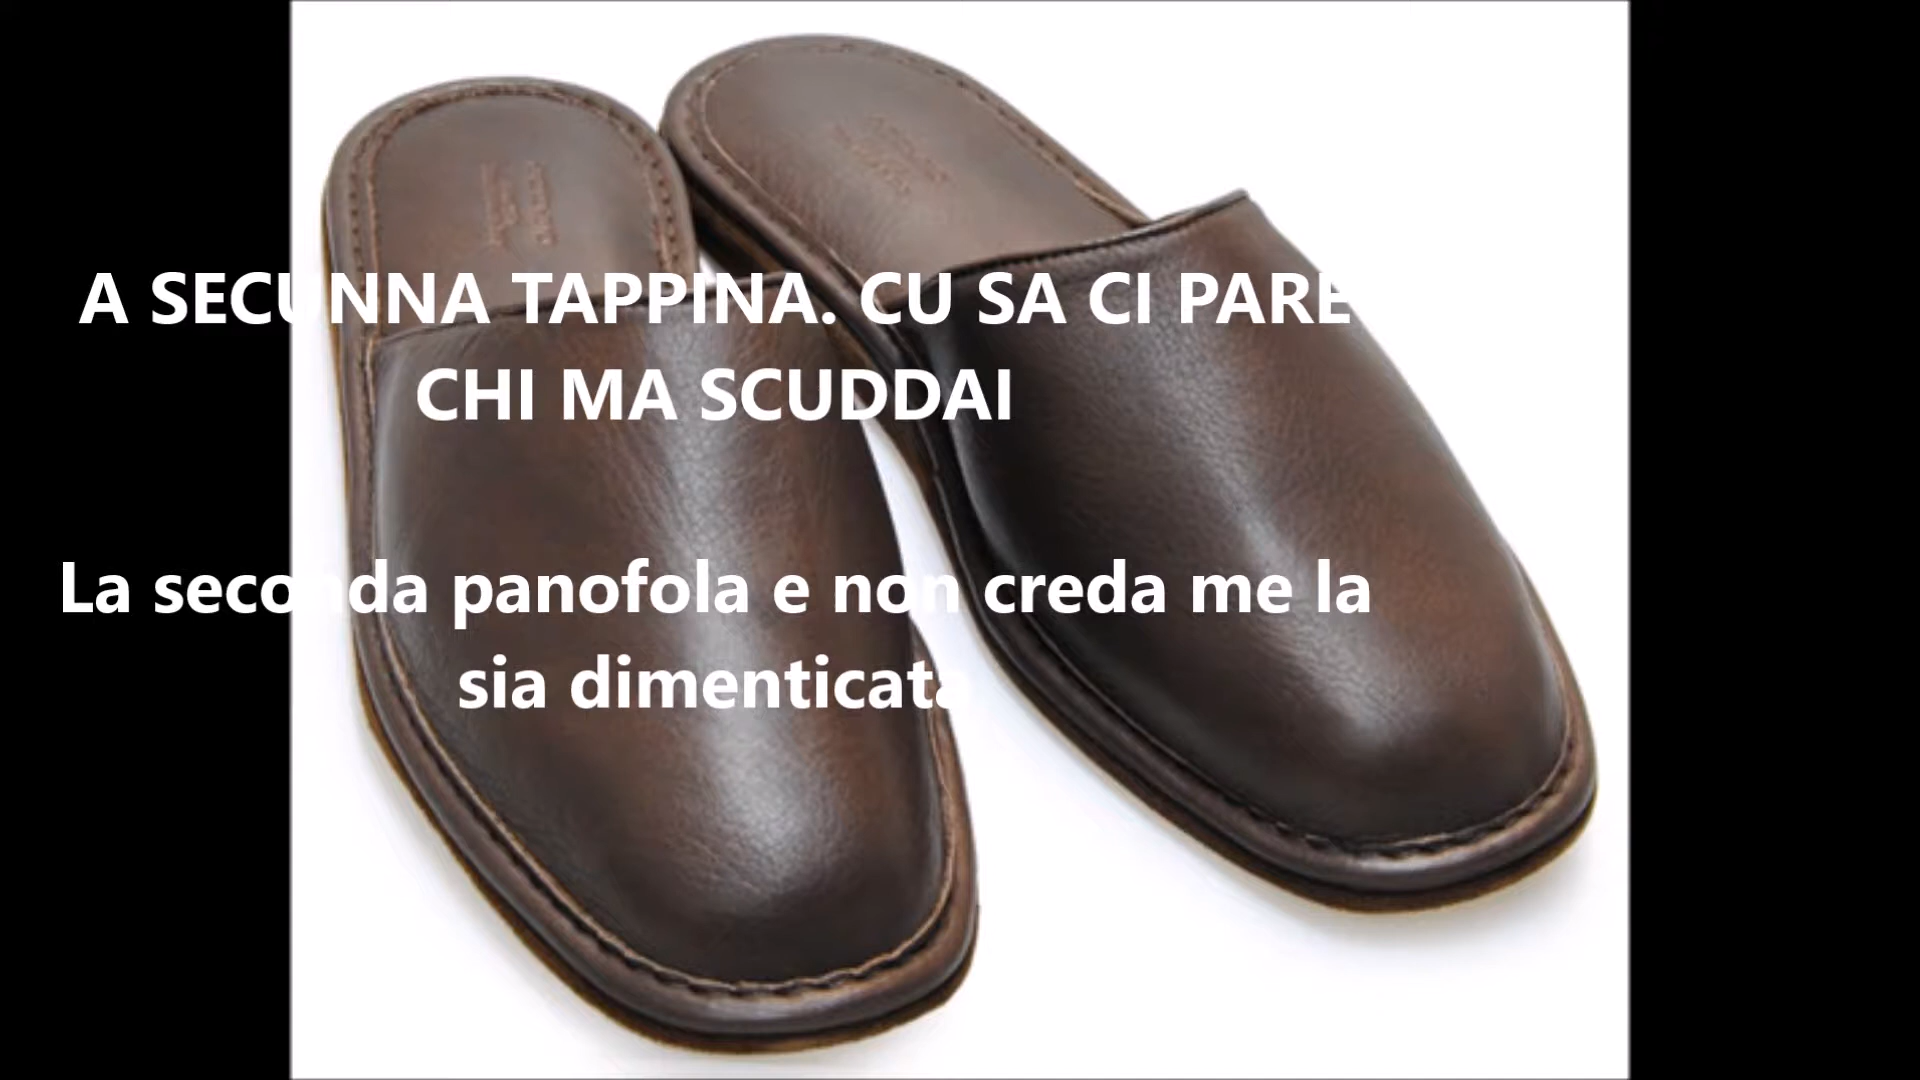 A SECUNNA TAPPINA. CU SA CI PARE
CHI MA SCUDDAI
La seconda panofola e non creda me la
sia dimenticata